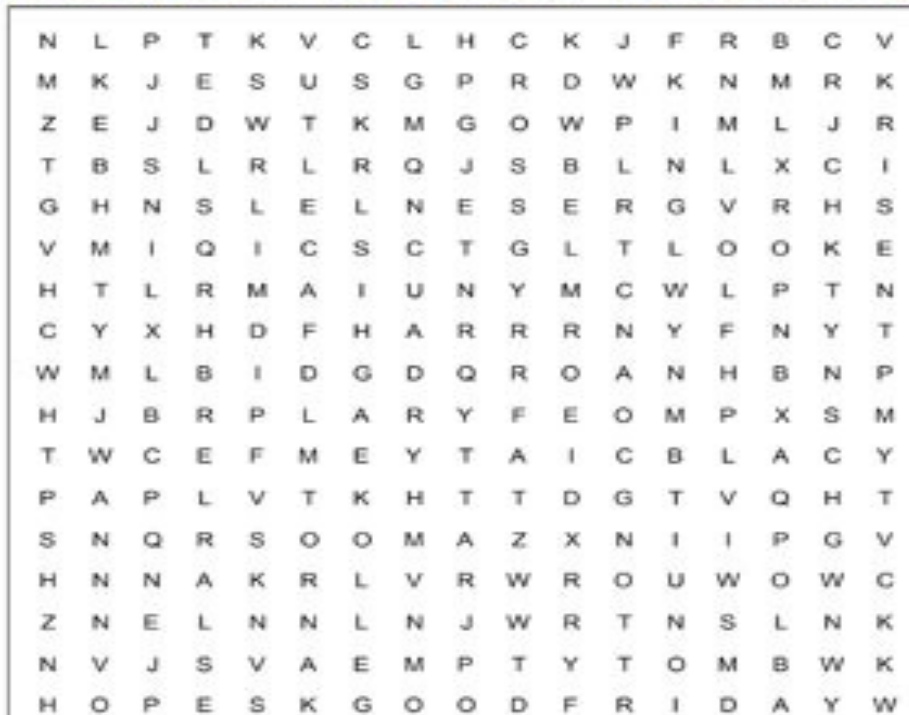 N L P T K V C L H C K J F R B C V
M K J E S U S G P R D W K N M R K
Z E J D W T K M G O W P I M L J R
T B S L R L R Q J S B L N L X C I
G H N S L E L N E S E R G V R H S
V M I Q I C S C T G L T L O O K E
H T L R M A I U N Y M C W L P T N
C Y X H D F H A R R R N Y F N Y T
W M L B I D G D Q R O A N H B N P
H J B R P L A R Y F E O M P X S M
T W C E F M E Y T A I C B L A C Y
P A P L V T K H T T D G T V Q H T
S N Q R S O O M A Z X N I I P G V
H N N A K R L V R W R O U W O W C
Z N E L N N L N J W R T N S L N K
N V J S V A E M P T Y T O M B W K
H O P E S K G O O D F R I D A Y W